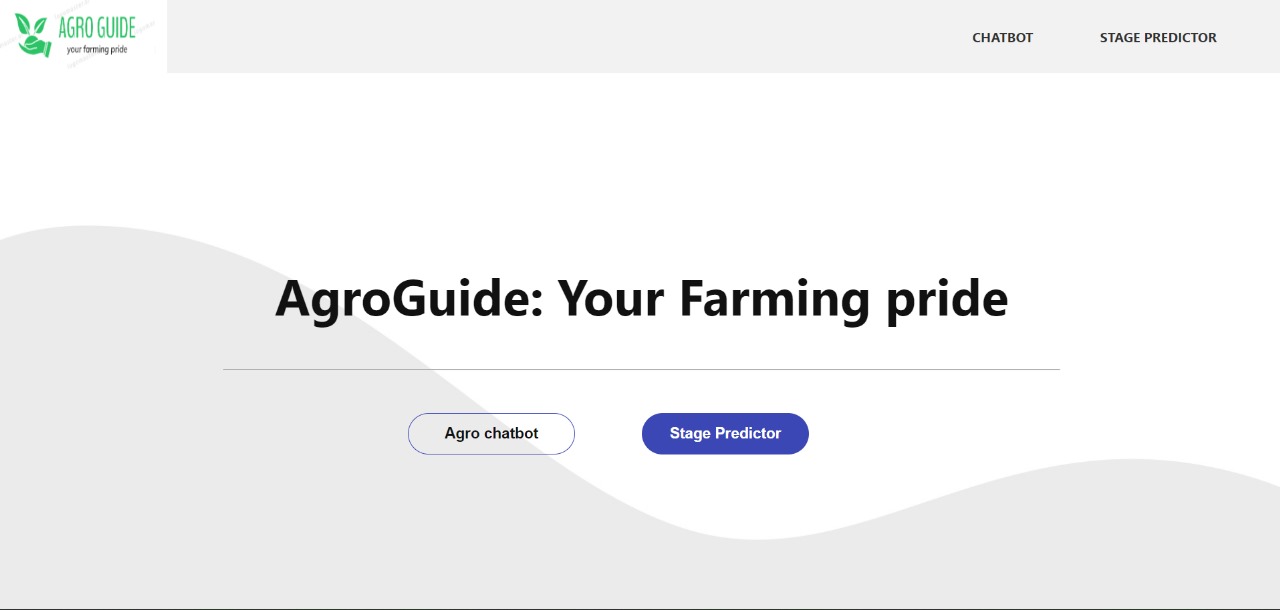 AGRO GUIDE
your farming pride
CHATBOT
STAGE PREDICTOR
AgroGuide: Your Farming pride
Agro chatbot
Stage Predictor